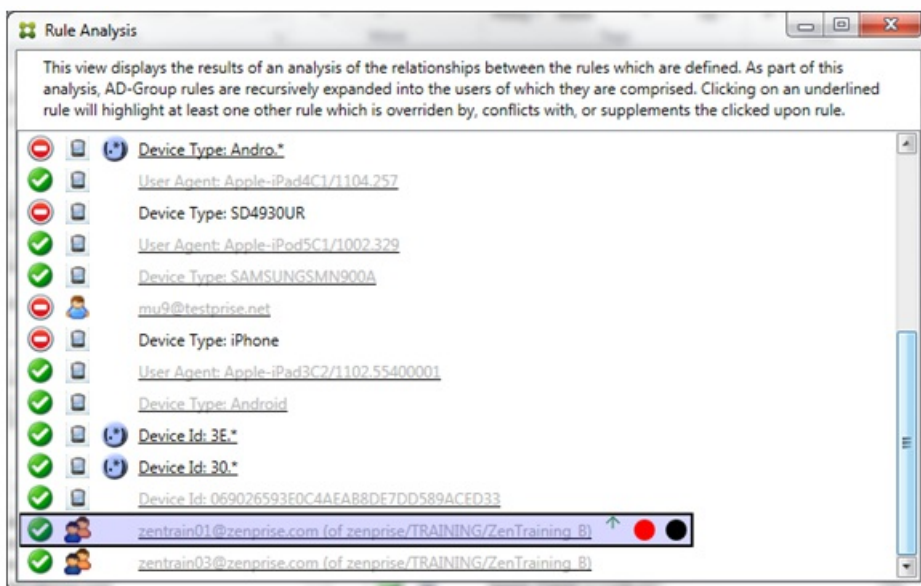 Rule Analysis
This view displays the results of an analysis of the relationships between the rules which are defined. As part of this
analysis, AD-Group rules are recursively expanded into the users of which they are comprised. Clicking on an underlined
rule will highlight at least one other rule which is overriden by, conflicts with, or supplements the clicked upon rule.
(.*) Device Type: Andro.*
User Agent: Apple-iPad4C1/1104.257
Device Type: SD4930UR
User Agent: Apple-iPod5C1/1002.329
Device Type: SAMSUNGSMN900A
mu9@testprise.net
Device Type: iPhone
User Agent: Apple-iPad3C2/1102.55400001
Device Type: Android
(.*) Device Id: 3E.*
(.*) Device Id: 30.*
Device Id: 069026593E0C4AEAB8DE7DD589ACED33
zentrain01@zenprise.com (of zenprise/TRAINING/ZenTraining_B)
zentrain03@zenprise.com (of zenprise/TRAINING/ZenTraining_B)